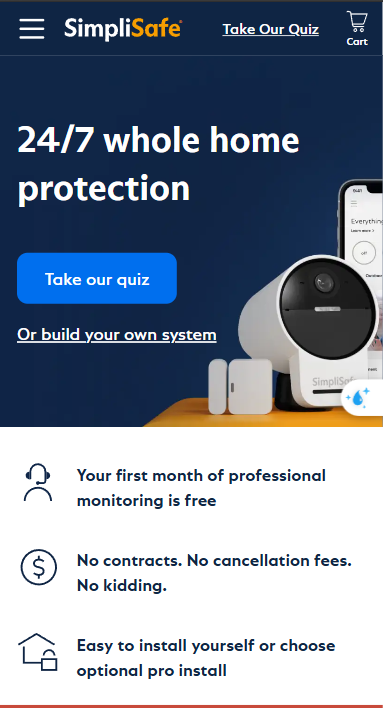 SimpliSafe
Take Our Quiz
Cart
24/7 whole home
protection
Take our quiz
Or build your own system
9:41
Everything
Learn more >
Off
Outdoor
SimpliSafe
Your first month of professional
monitoring is free
No contracts. No cancellation fees.
No kidding.
Easy to install yourself or choose
optional pro install